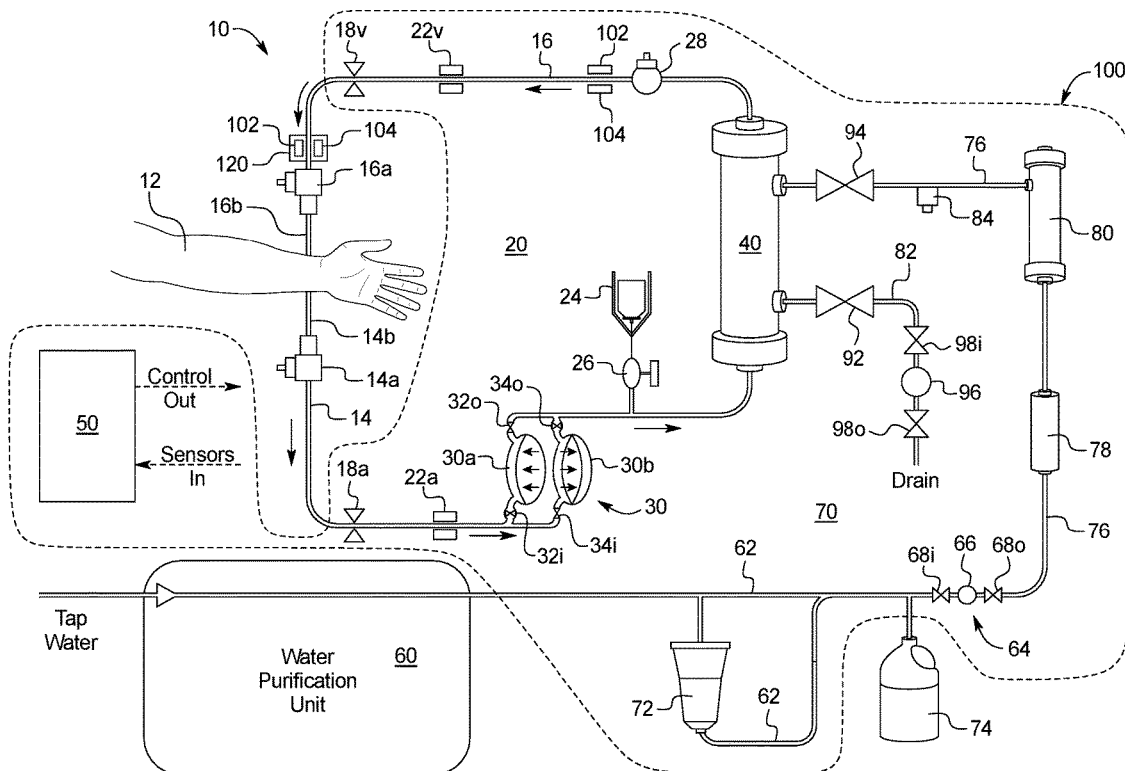 10
18v
22v
16
102
28
100
102
104
104
120
16a
94
76
12
16b
84
80
20
40
24
82
14b
92
98i
26
Control
Out
50
14a
34o
32o
96
14
98o
78
Sensors
In
30a
30b
Drain
18a
22a
30
70
32i
34i
76
62
68i
66
68o
Tap
Water
60
Water
Purification
Unit
64
72
62
74